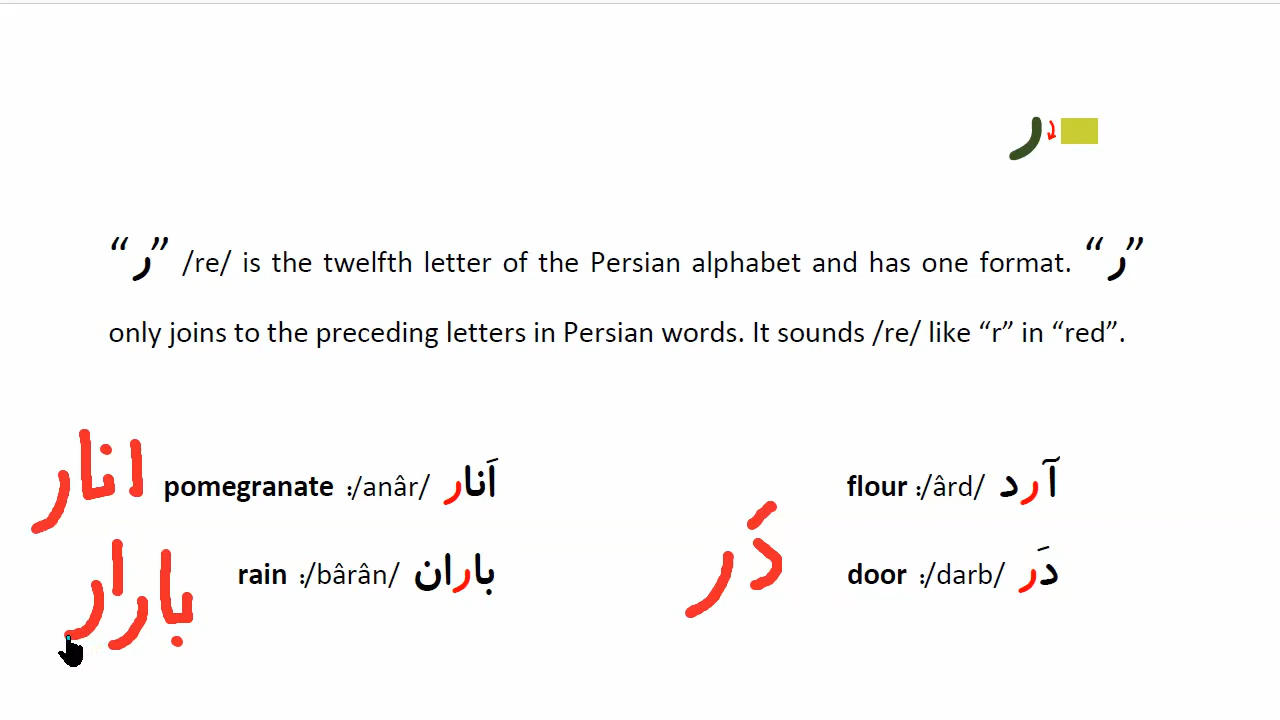 ر
“ر” /re/ is the twelfth letter of the Persian alphabet and has one format. “ر”
only joins to the preceding letters in Persian words. It sounds /re/ like “r” in “red”.
انار pomegranate :/anâr/ اَنار flour :/ârd/ آرد
بارار rain :/bârân/ باران دَر door :/darb/ دَر